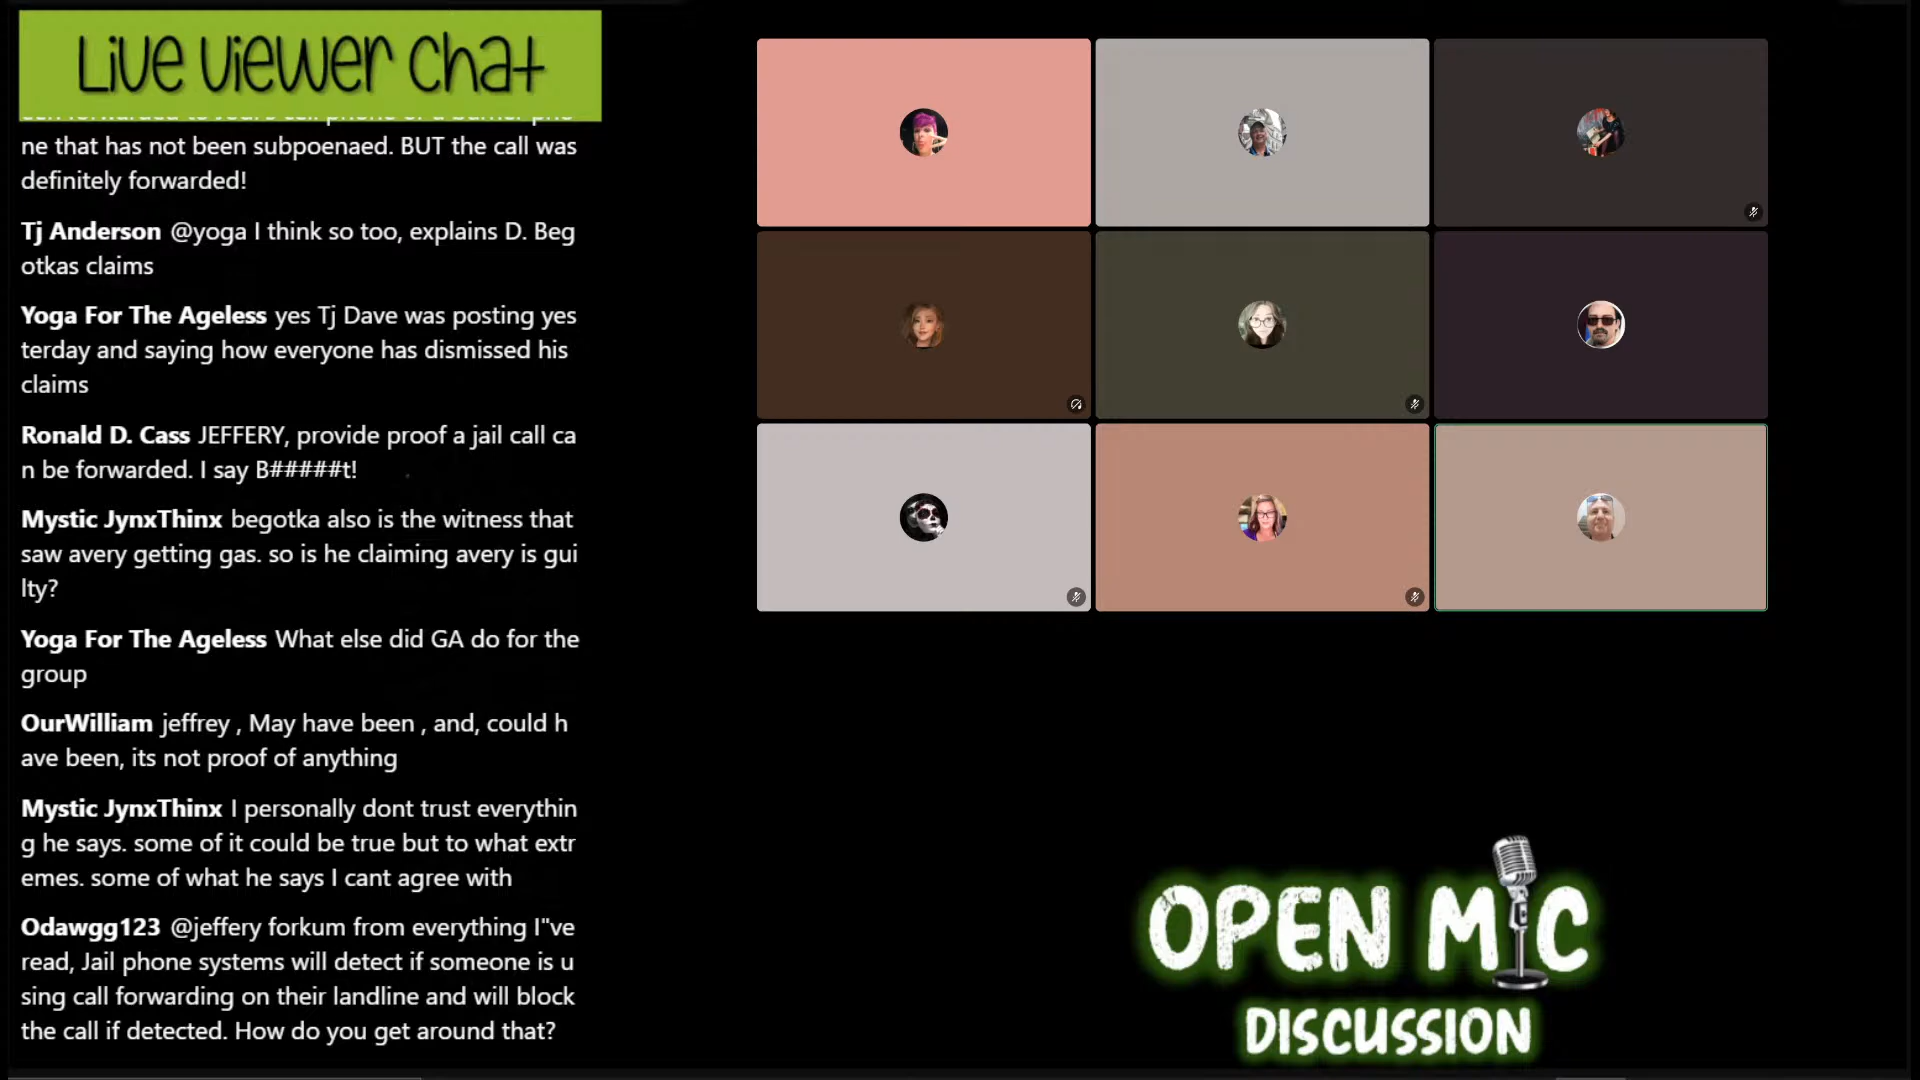 Live Viewer Chat
ne that has not been subpoenaed. BUT the call was
definitely forwarded!
Tj Anderson @yoga I think so too, explains D. Beg
otkas claims
Yoga For The Ageless yes Tj Dave was posting yes
terday and saying how everyone has dismissed his
claims
Ronald D. Cass JEFFERY, provide proof a jail call ca
n be forwarded. I say B#####t!
Mystic JynxThinx begotka also is the witness that
saw avery getting gas. so is he claiming avery is gui
lty?
Yoga For The Ageless What else did GA do for the
group
OurWilliam jeffrey , May have been , and, could h
ave been, its not proof of anything
Mystic JynxThinx I personally dont trust everythin
g he says. some of it could be true but to what extr
emes. some of what he says I cant agree with
Odawgg123 @jeffery forkum from everything I"ve
read, Jail phone systems will detect if someone is u
sing call forwarding on their landline and will block
the call if detected. How do you get around that?
OPEN MIC
DISCUSSION